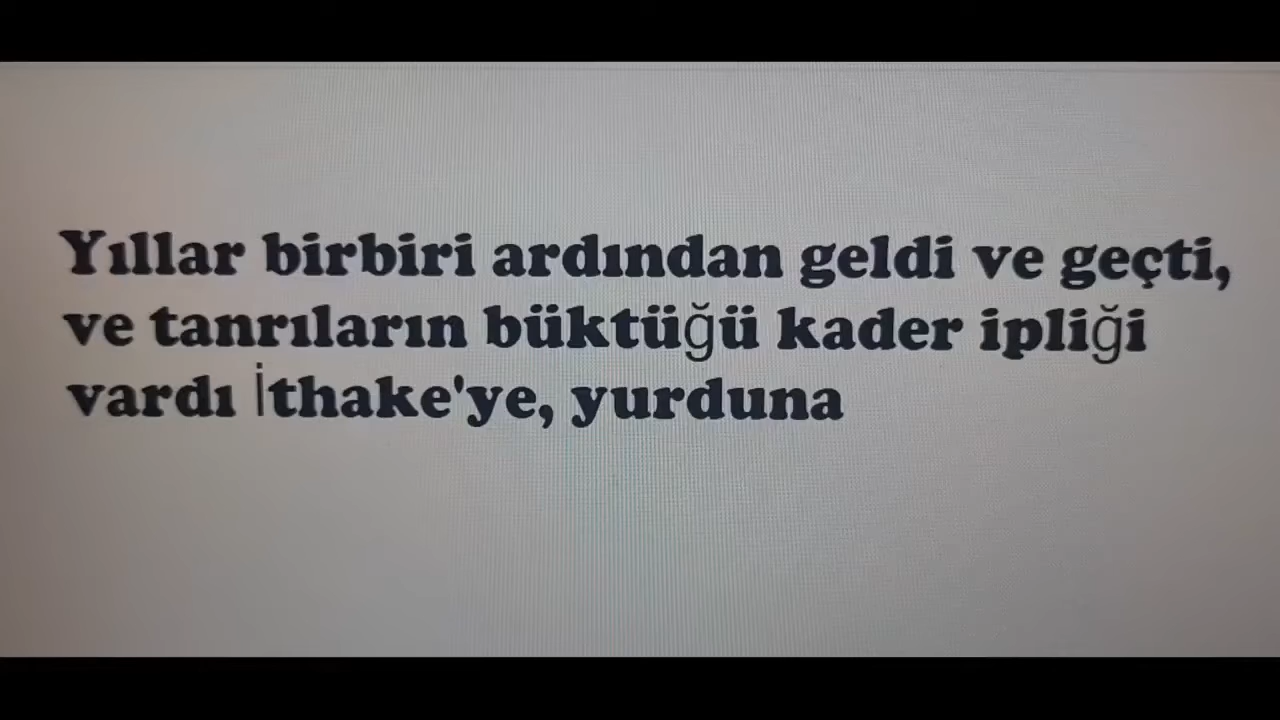 Yıllar birbiri ardından geldi ve geçti,
ve tanrıların büktüğü kader ipliği
vardı İthake'ye, yurduna